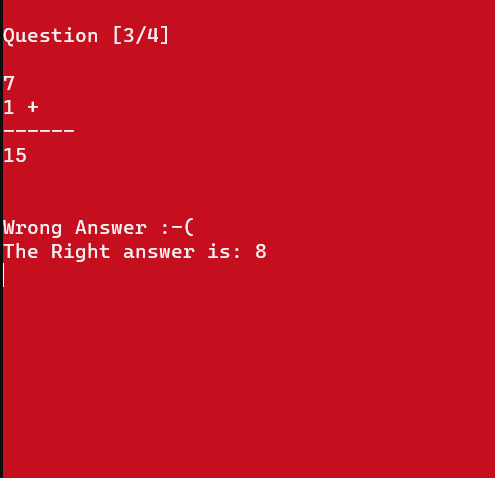 Question [3/4]
7
1 +
------
15
Wrong Answer :-(
The Right answer is: 8